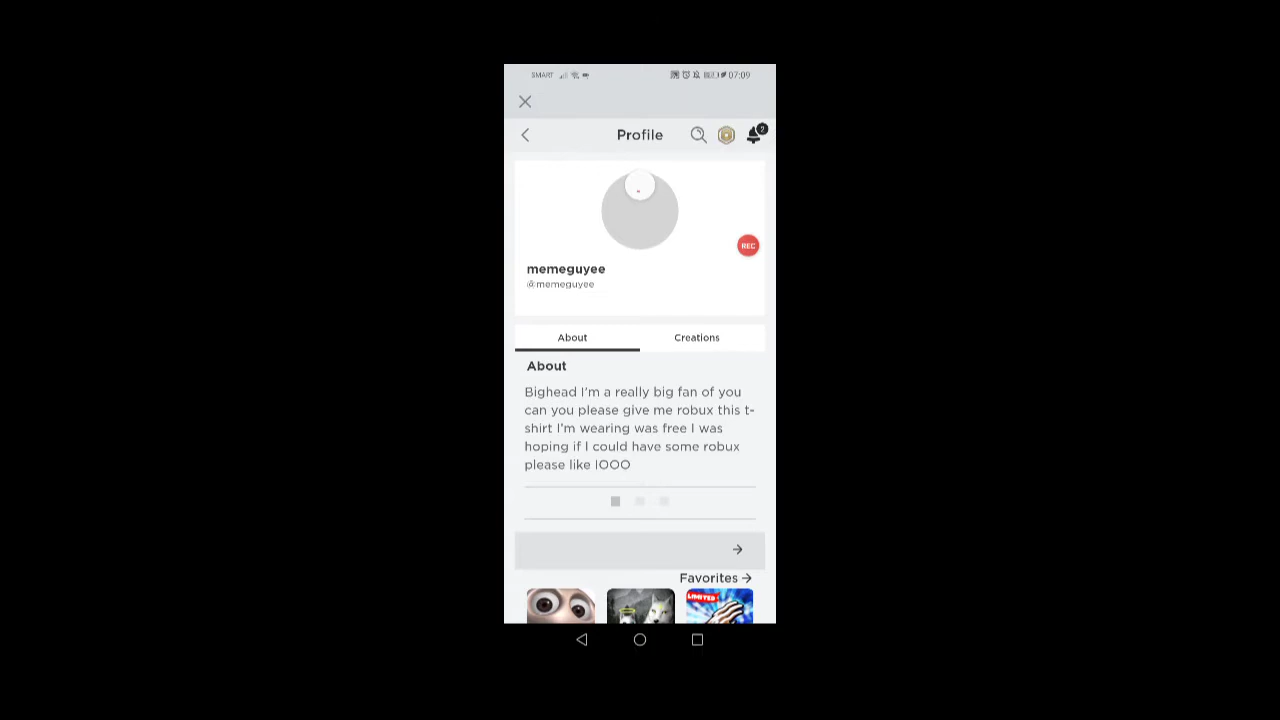 SMART 07:09
Profile
2
REC
memeguyee
@memeguyee
About Creations
About
Bighead I'm a really big fan of you
can you please give me robux this t-
shirt I'm wearing was free I was
hoping if I could have some robux
please like IOOO
Favorites
LIMITED